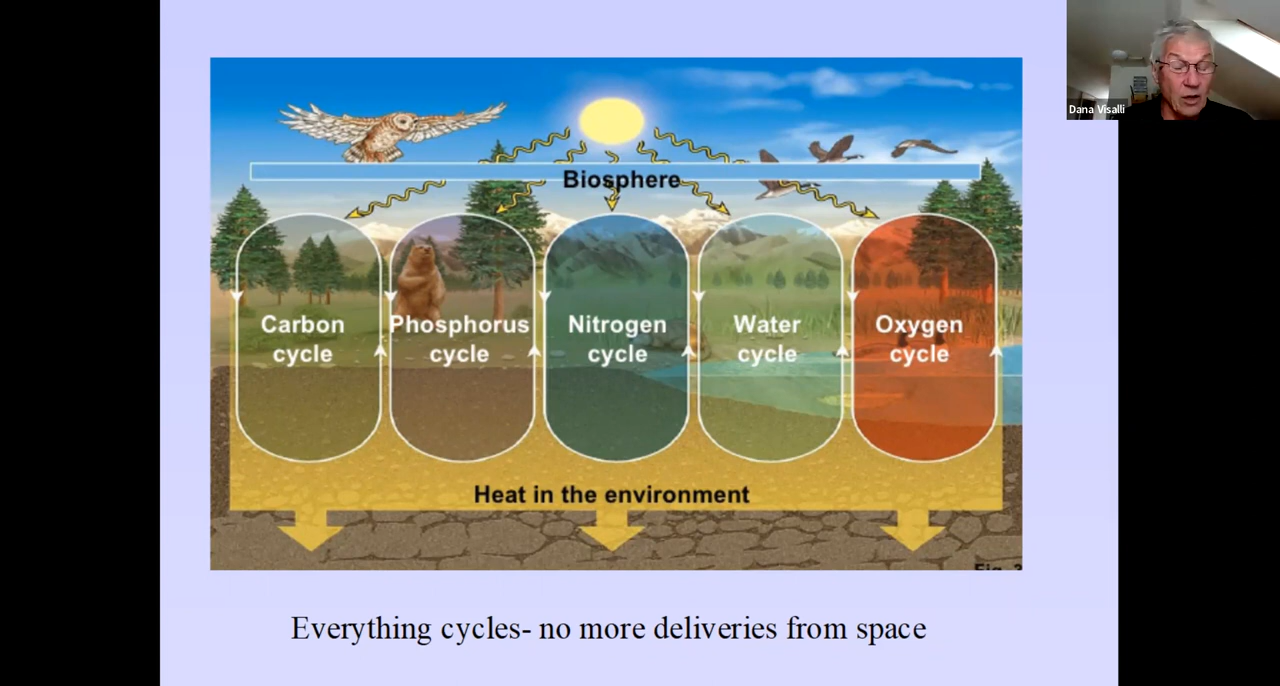 Dana Visalli
Biosphere
Carbon
cycle
Phosphorus
cycle
Nitrogen
cycle
Water
cycle
Oxygen
cycle
Heat in the environment
Everything cycles- no more deliveries from space